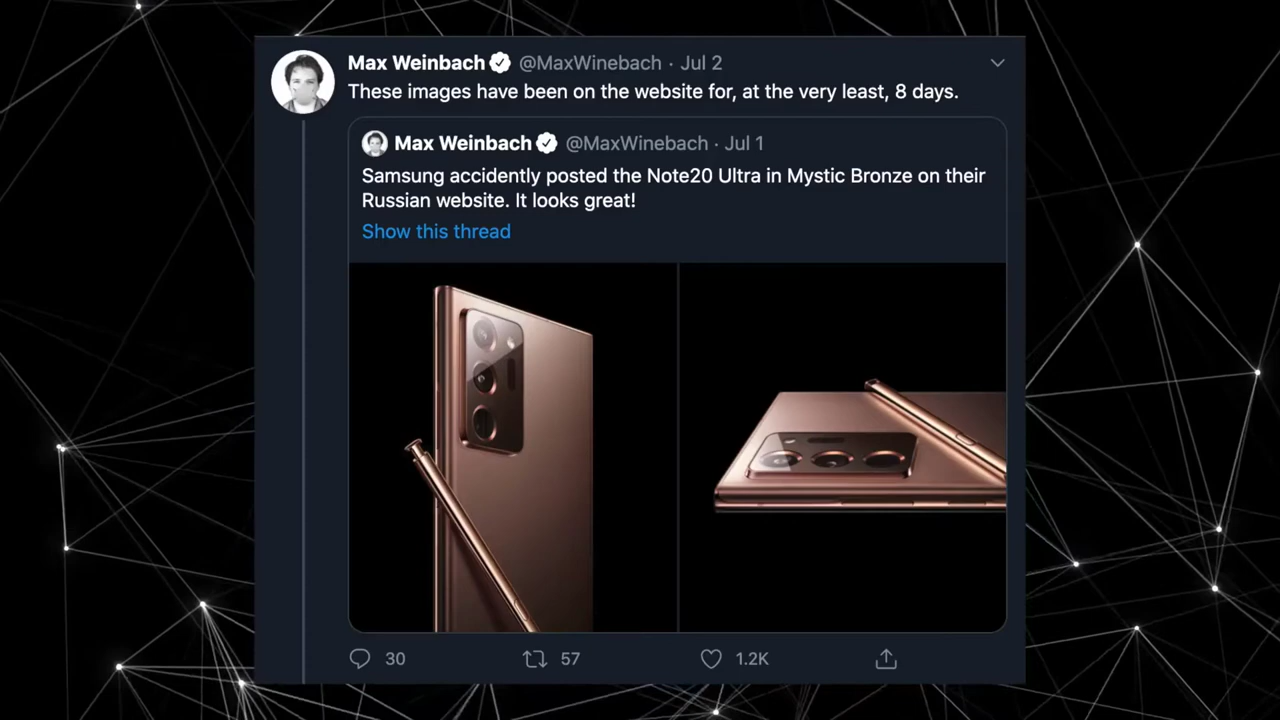 Max Weinbach @MaxWinebach · Jul 2
These images have been on the website for, at the very least, 8 days.
Max Weinbach @MaxWinebach · Jul 1
Samsung accidently posted the Note20 Ultra in Mystic Bronze on their
Russian website. It looks great!
Show this thread
30 57 1.2K